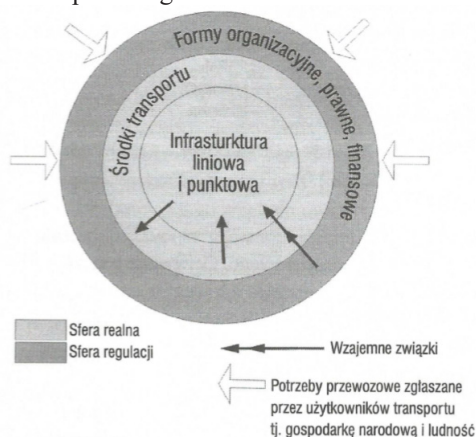 Formy organizacyjne, prawne, finansowe
Środki transportu
Infrasturktura
liniowa
i punktowa
Sfera realna
Sfera regulacji
Wzajemne związki
Potrzeby przewozowe zgłaszane
przez użytkowników transportu
tj. gospodarkę narodową i ludność